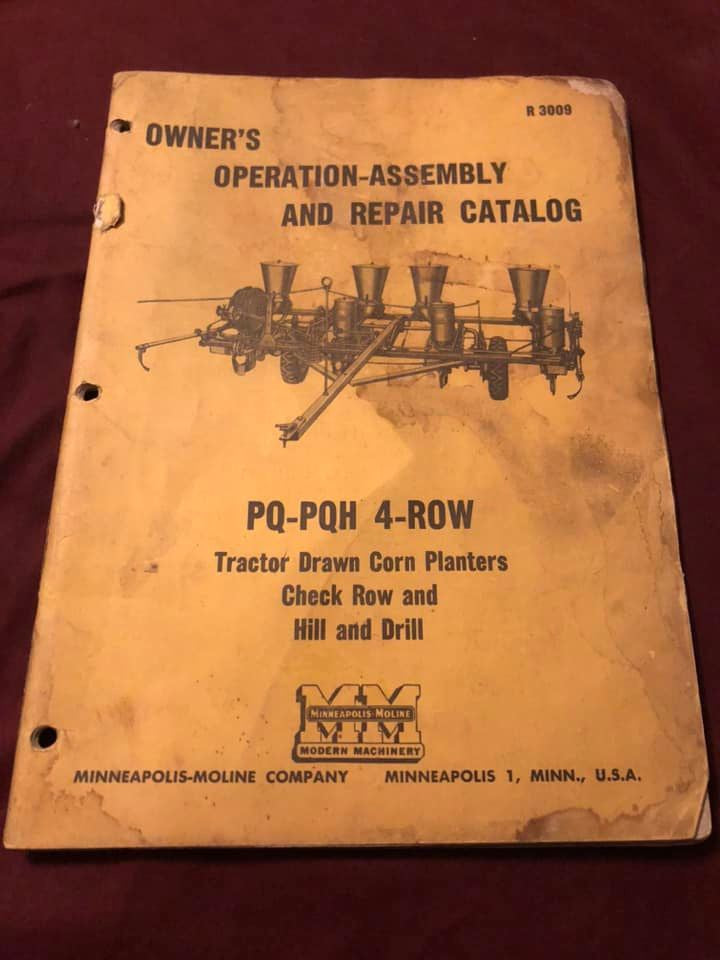 R 3009
OWNER'S
OPERATION-ASSEMBLY
AND REPAIR CATALOG
PQ-PQH 4-ROW
Tractor Drawn Corn Planters
Check Row and
Hill and Drill
MM
MINNEAPOLIS-MOLINE
MODERN MACHINERY
MINNEAPOLIS-MOLINE COMPANY MINNEAPOLIS 1, MINN., U.S.A.